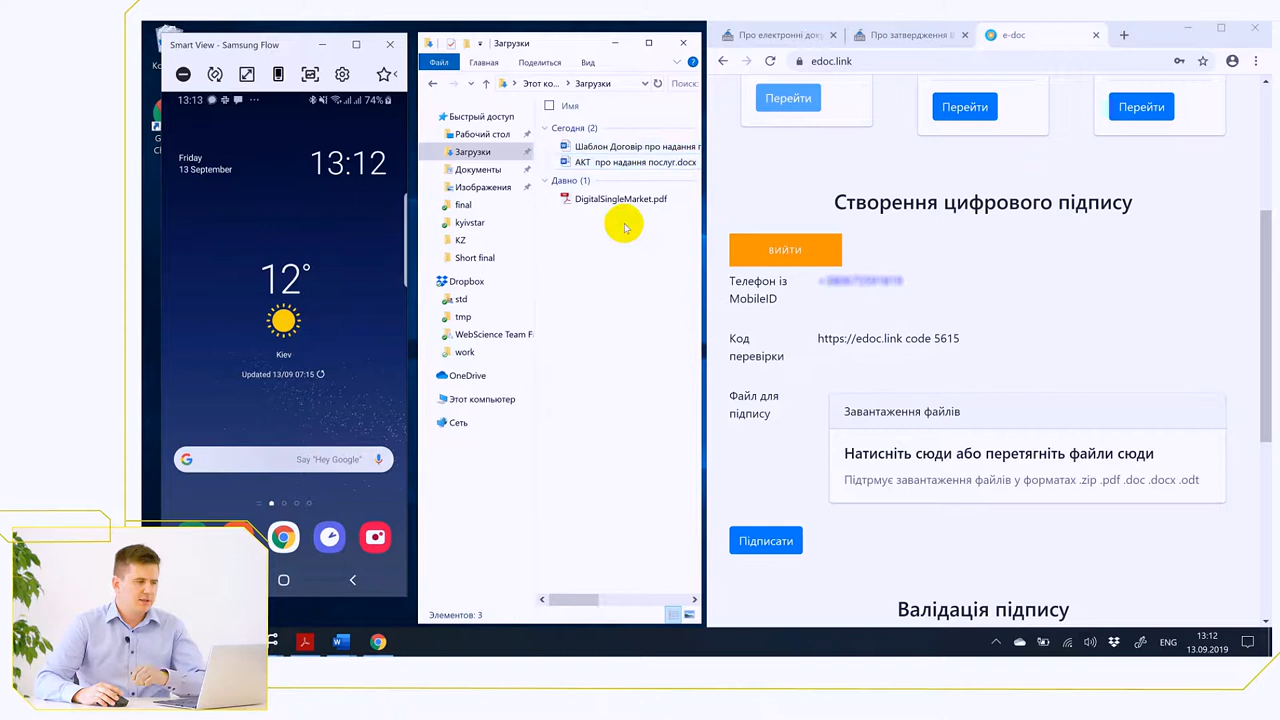 Smart View - Samsung Flow
13:13
74%
Friday
13 September
13:12
12°
Kiev
Updated 13/09 07:15
Say "Hey Google"
Загрузки
Файл
Главная
Поделиться
Вид
Этот ко...
Загрузки
Поиск:
Имя
Быстрый доступ
Рабочий стол
Загрузки
Документы
Изображения
final
kyivstar
KZ
Short final
Dropbox
std
tmp
WebScience Team F
work
OneDrive
Этот компьютер
Сеть
Сегодня (2)
Шаблон Договір про надання п
АКТ про надання послуг.docx
Давно (1)
DigitalSingleMarket.pdf
Элементов: 3
Про електронні док
Про затвердження
e-doc
edoc.link
Перейти
Перейти
Перейти
Створення цифрового підпису
ВИЙТИ
Телефон із
MobileID
Код
перевірки
https://edoc.link code 5615
Файл для
підпису
Завантаження файлів
Натисніть сюди або перетягніть файли сюди
Підтрмує завантаження файлів у форматах .zip .pdf .doc .docx .odt
Підписати
Валідація підпису
ENG
13:12
13.09.2019